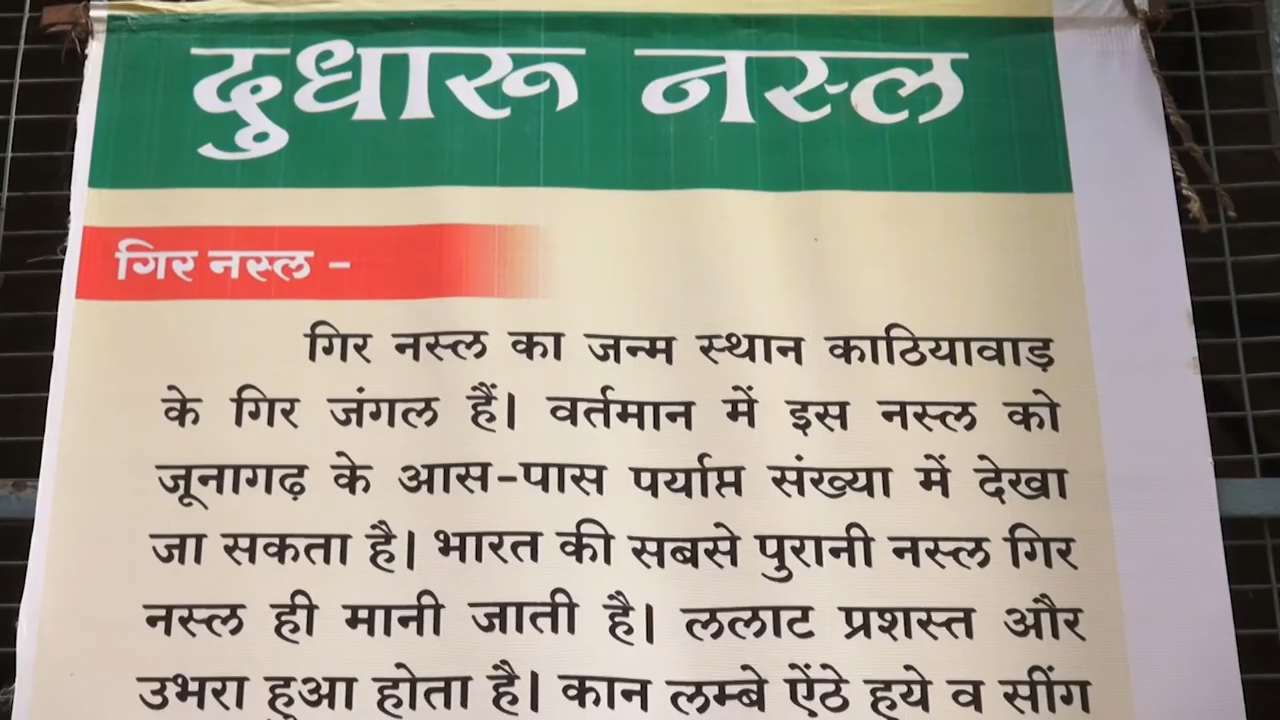 दुधारू नस्ल
गिर नस्ल -
गिर नस्ल का जन्म स्थान काठियावाड़
के गिर जंगल हैं। वर्तमान में इस नस्ल को
जूनागढ़ के आस-पास पर्याप्त संख्या में देखा
जा सकता है। भारत की सबसे पुरानी नस्ल गिर
नस्ल ही मानी जाती है। ललाट प्रशस्त और
उभरा हुआ होता है। कान लम्बे ऐंठे हुये व सींग